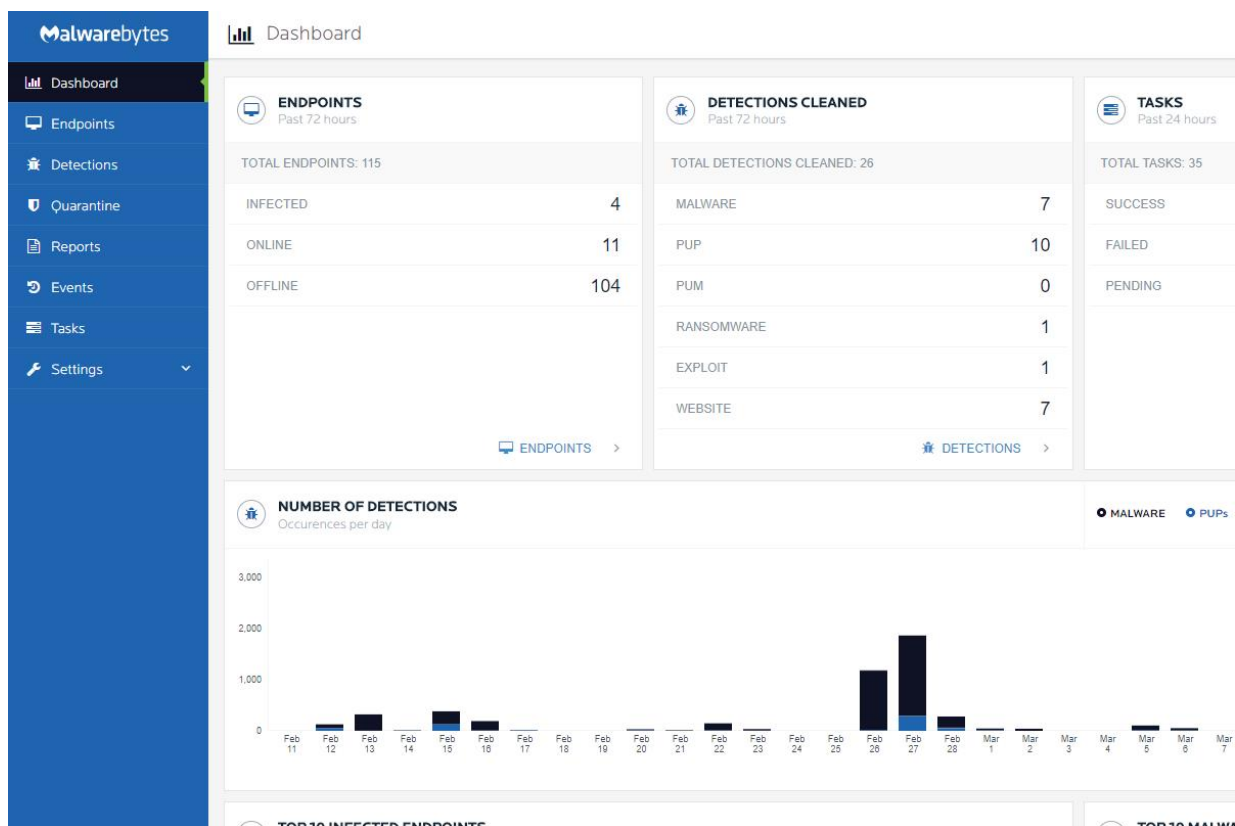 Malwarebytes
Dashboard
Dashboard
Endpoints
Detections
Quarantine
Reports
Events
Tasks
Settings
ENDPOINTS
Past 72 hours
TOTAL ENDPOINTS: 115
INFECTED 4
ONLINE 11
OFFLINE 104
ENDPOINTS >
DETECTIONS CLEANED
Past 72 hours
TOTAL DETECTIONS CLEANED: 26
MALWARE 7
PUP 10
PUM 0
RANSOMWARE 1
EXPLOIT 1
WEBSITE 7
DETECTIONS >
TASKS
Past 24 hours
TOTAL TASKS: 35
SUCCESS
FAILED
PENDING
NUMBER OF DETECTIONS
Occurences per day
MALWARE PUPs
3,000
2,000
1,000
0
Feb 11 Feb 12 Feb 13 Feb 14 Feb 15 Feb 16 Feb 17 Feb 18 Feb 19 Feb 20 Feb 21 Feb 22 Feb 23 Feb 24 Feb 25 Feb 26 Feb 27 Feb 28 Mar 1 Mar 2 Mar 3 Mar 4 Mar 5 Mar 6 Mar 7
TOP 10 INFECTED ENDPOINTS
TOP 10